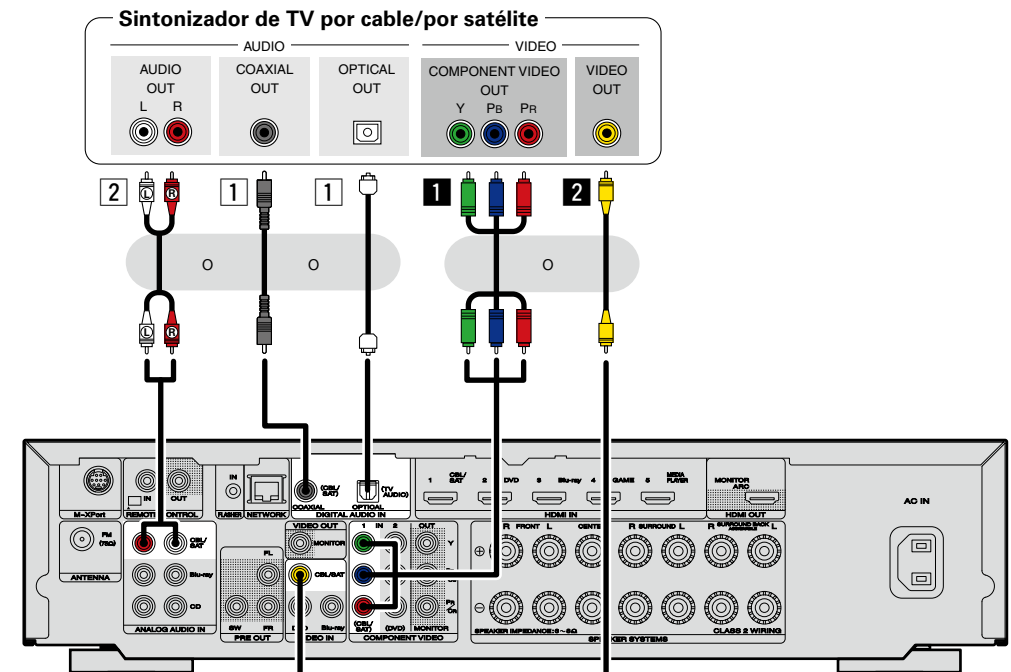 Sintonizador de TV por cable/por satélite
AUDIO
VIDEO
AUDIO OUT
L R
COAXIAL OUT
OPTICAL OUT
COMPONENT VIDEO OUT
Y PB PR
VIDEO OUT
2
1
1
1
2
L R
O
O
O
L R
M-XPort
REMOTE CONTROL
IN
OUT
IN
FLASHER
NETWORK
(CBL/SAT)
COAXIAL
(TV AUDIO)
OPTICAL
DIGITAL AUDIO IN
1 CBL/SAT
2 DVD
3 Blu-ray
4 GAME
5 MEDIA PLAYER
HDMI IN
MONITOR
ARC
HDMI OUT
AC IN
FM (75Ω)
ANTENNA
CBL/SAT
Blu-ray
CD
ANALOG AUDIO IN
FL
SW FR
PRE OUT
VIDEO OUT
MONITOR
CBL/SAT
Blu-ray
VIDEO IN
1 IN 2
OUT
Y
PR
CR
(CBL/SAT)
(DVD)
MONITOR
COMPONENT VIDEO
R FRONT L
CENTER
R SURROUND L
R SURROUND BACK L
SPEAKER IMPEDANCE: 6~8Ω
SPEAKER SYSTEMS
CLASS 2 WIRING